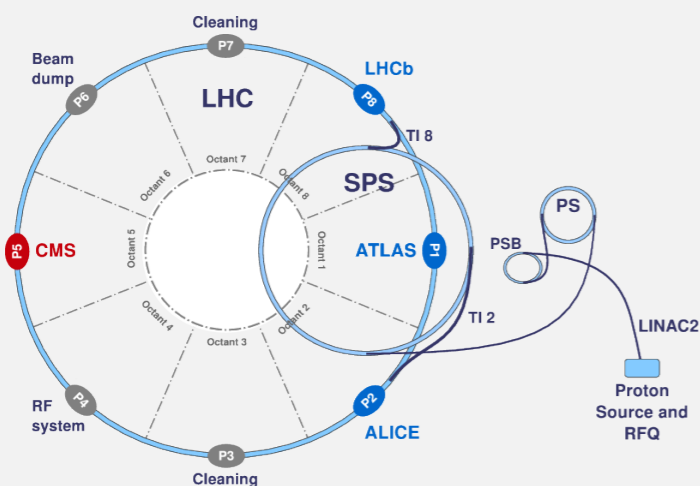 Cleaning
P7
Beam
dump
P6
LHC
LHCb
P8
TI 8
Octant 7
Octant 6
Octant 8
SPS
PS
P5
CMS
Octant 5
Octant 1
ATLAS
P1
PSB
TI 2
LINAC2
Octant 4
Octant 2
Octant 3
Proton
Source and
RFQ
RF
system
P4
P2
ALICE
P3
Cleaning